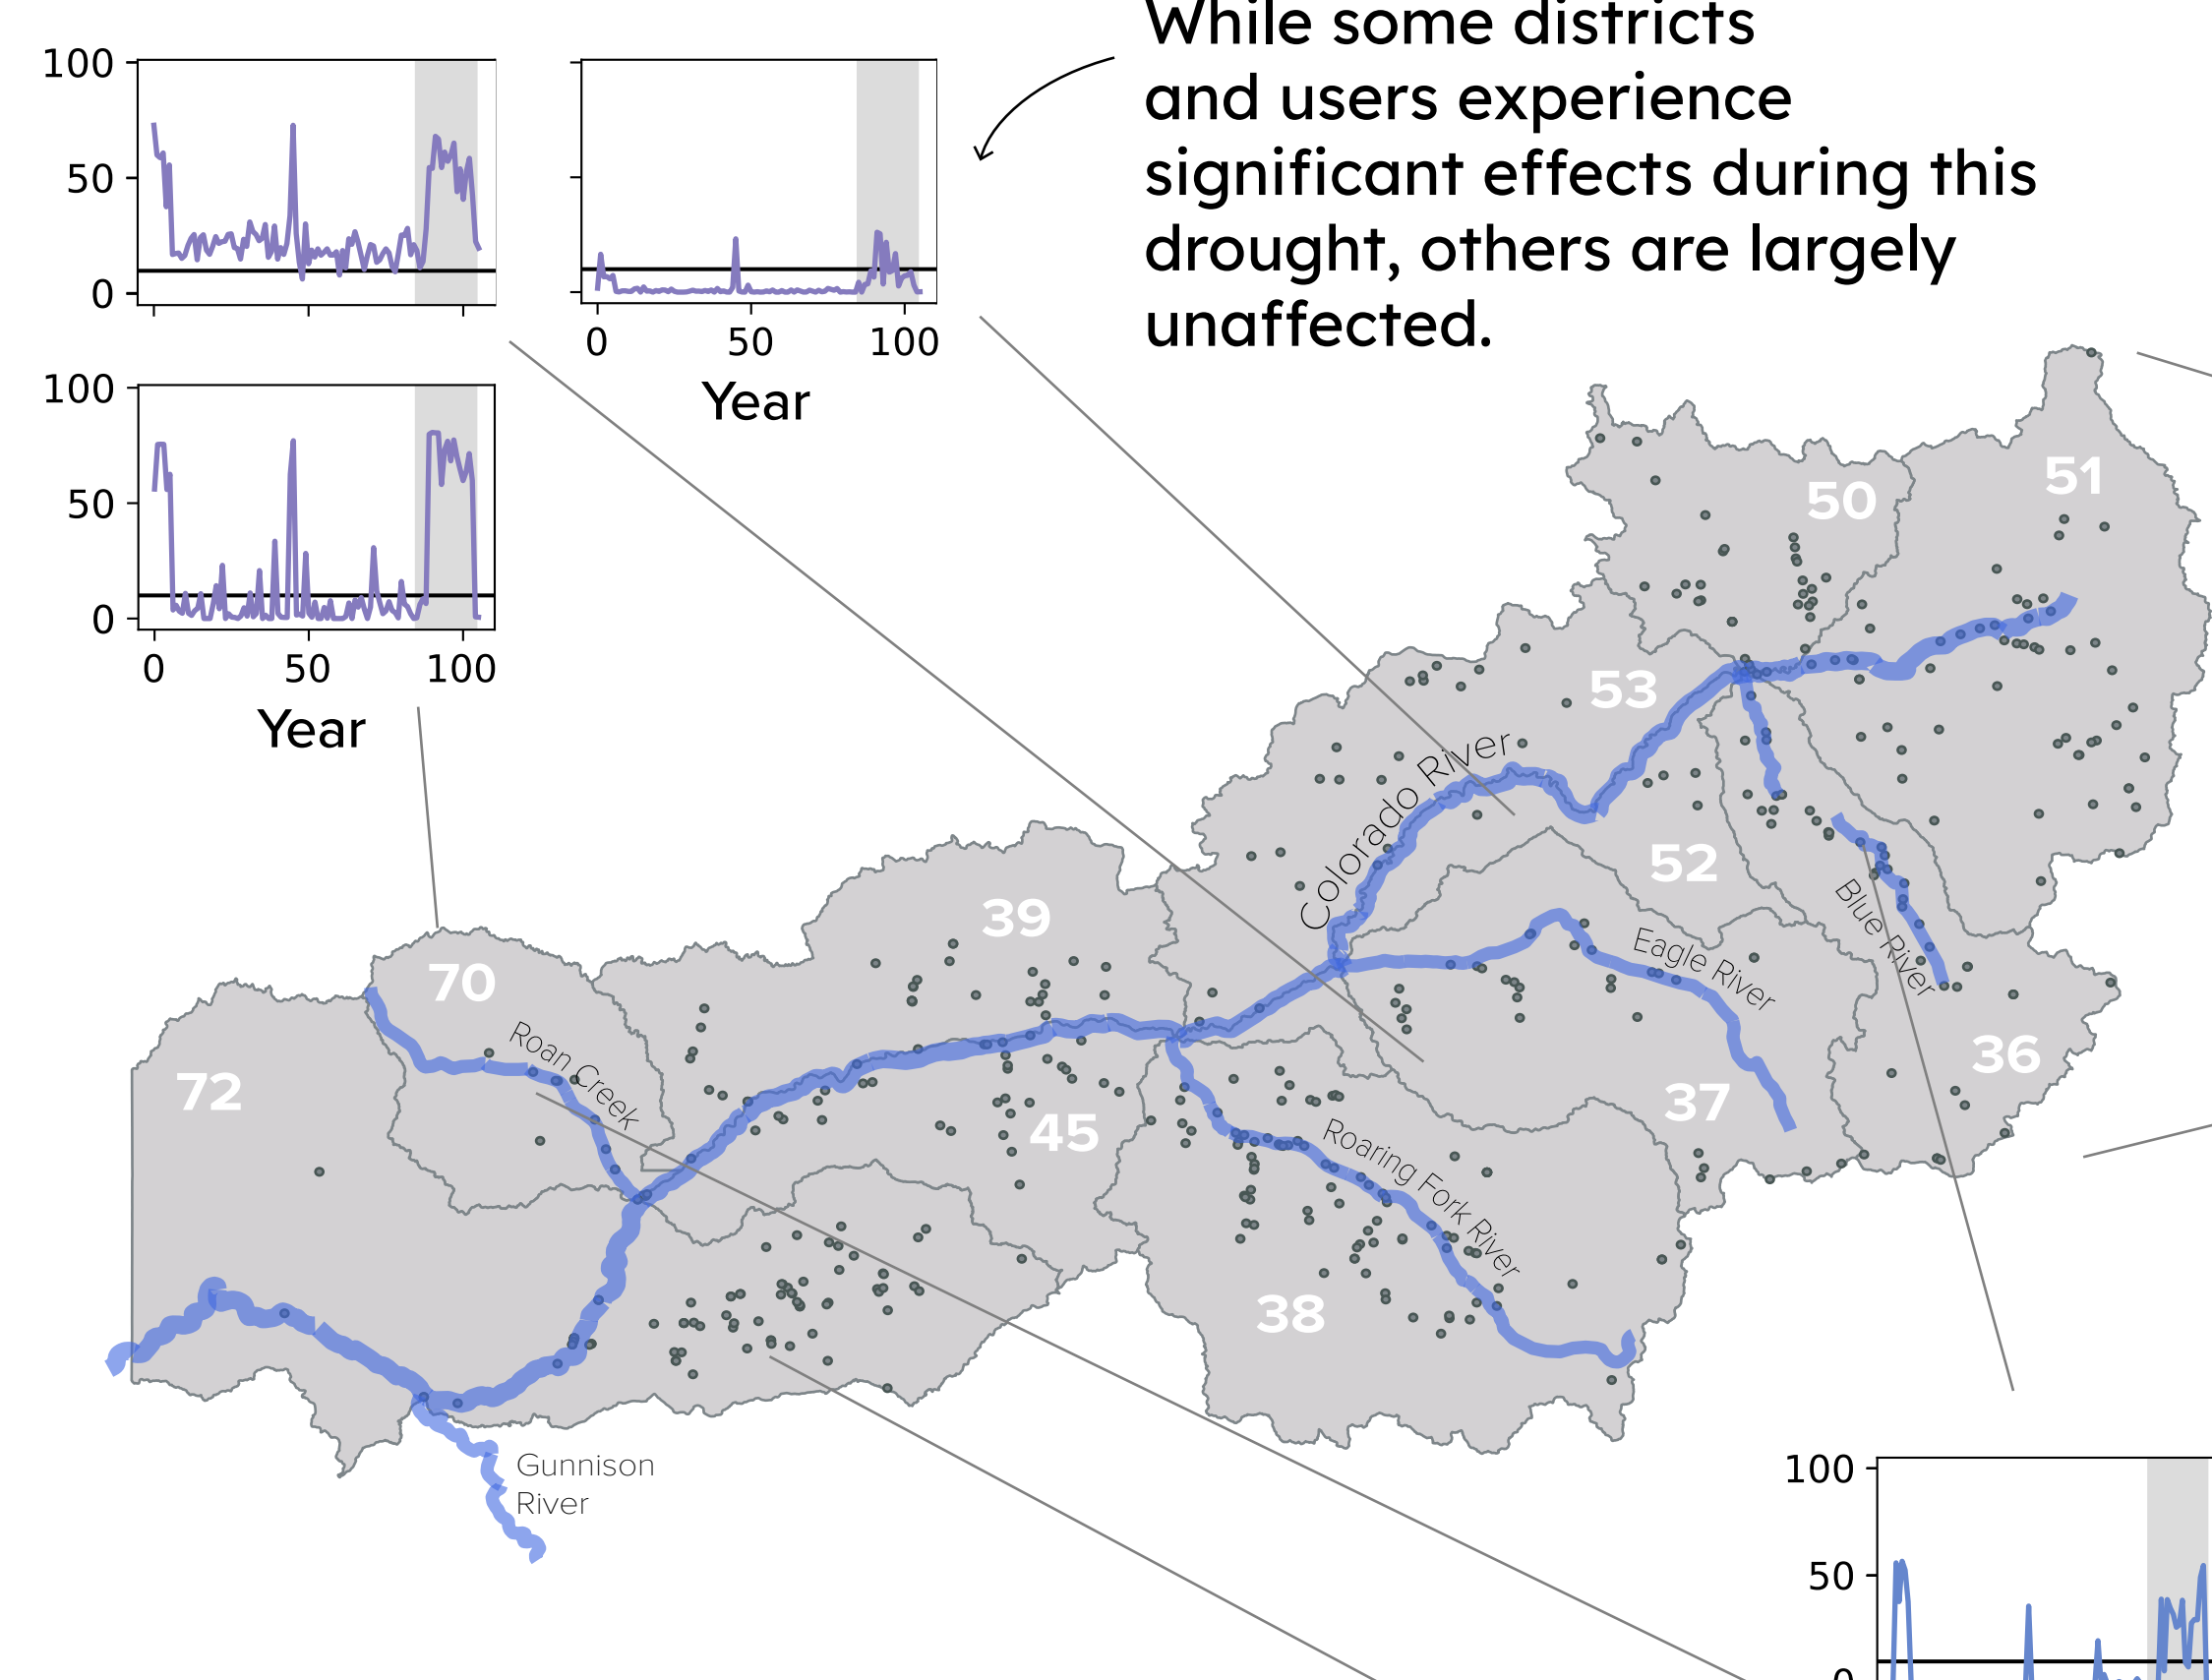 While some districts
and users experience
significant effects during this
drought, others are largely
unaffected.
100
50
0
0
50
100
Year
100
50
0
0
50
100
Year
50
51
53
52
Colorado River
Eagle River
Blue River
39
70
Roan Creek
72
45
37
36
Roaring Fork River
38
Gunnison
River
100
50
0